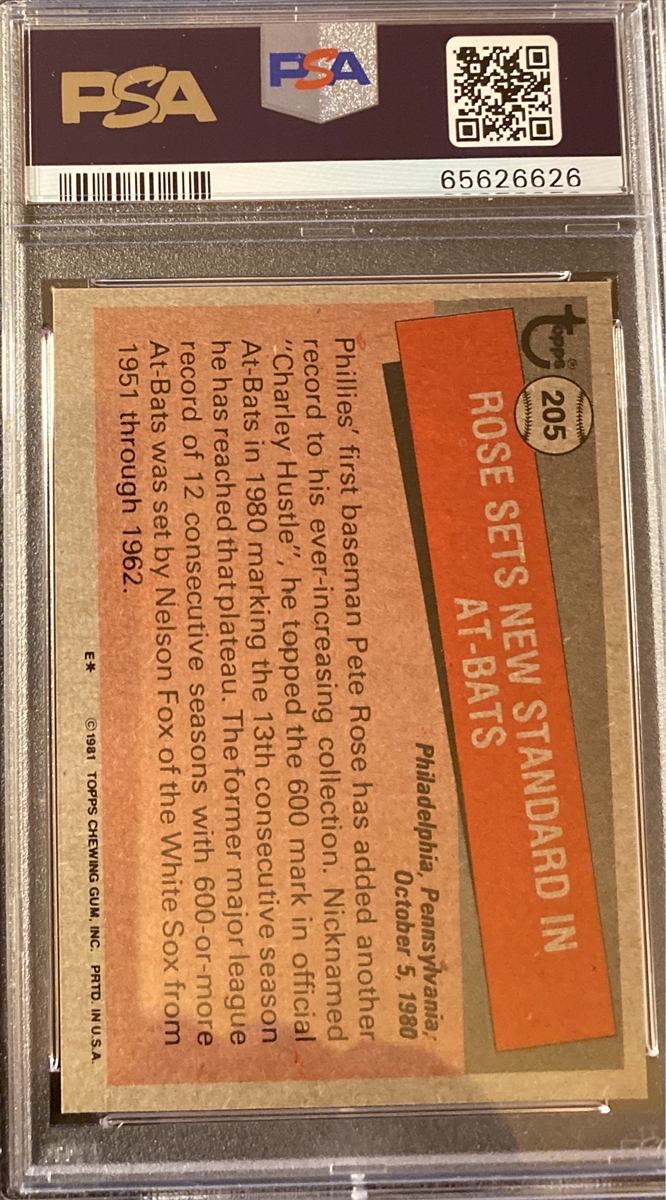 PSA
PSA
65626626
Topps®
205
ROSE SETS NEW STANDARD IN
AT-BATS
Philadelphia, Pennsylvania,
October 5, 1980
Phillies' first baseman Pete Rose has added another
record to his ever-increasing collection. Nicknamed
"Charley Hustle", he topped the 600 mark in official
At-Bats in 1980 marking the 13th consecutive season
he has reached that plateau. The former major league
record of 12 consecutive seasons with 600-or-more
At-Bats was set by Nelson Fox of the White Sox from
1951 through 1962.
E* ©1981 TOPPS CHEWING GUM, INC. PRTD. IN U.S.A.